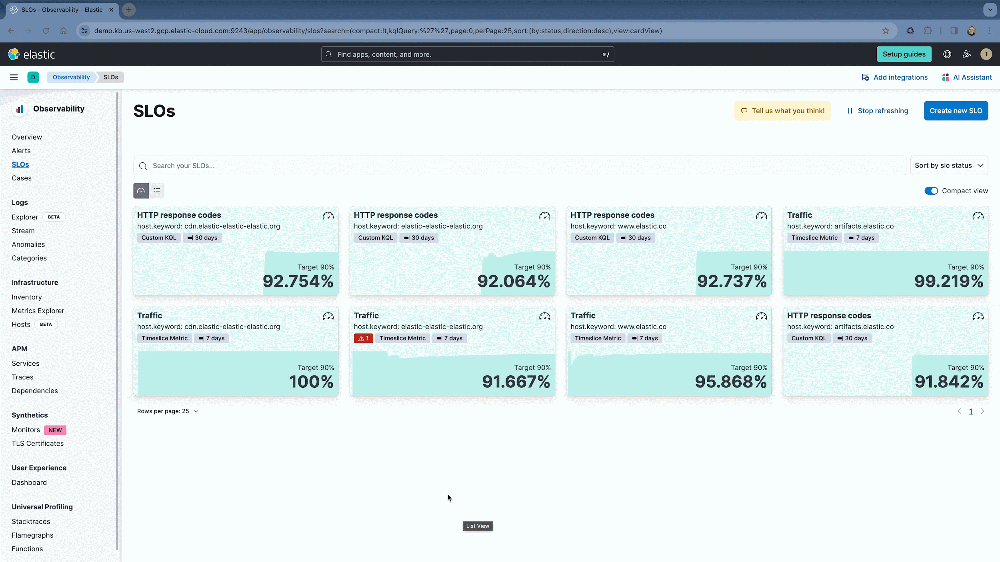 SLOs - Observability - Elastic
demo.kb.us-west2.gcp.elastic-cloud.com:9243/app/observability/slos?search=(compact:!t,kqlQuery:%27%27,page:0,perPage:25,sort:(by:status,direction:desc),view:cardView)
elastic
Find apps, content, and more.
⌘/
Setup guides
T
D
Observability
SLOs
Add integrations
AI Assistant
Observability
Overview
Alerts
SLOs
Cases
Logs
Explorer BETA
Stream
Anomalies
Categories
Infrastructure
Inventory
Metrics Explorer
Hosts BETA
APM
Services
Traces
Dependencies
Synthetics
Monitors NEW
TLS Certificates
User Experience
Dashboard
Universal Profiling
Stacktraces
Flamegraphs
Functions
SLOs
Tell us what you think!
Stop refreshing
Create new SLO
Search your SLOs...
Sort by slo status
Compact view
HTTP response codes
host.keyword: cdn.elastic-elastic-elastic.org
Custom KQL 30 days
Target 90%
92.754%
HTTP response codes
host.keyword: elastic-elastic-elastic.org
Custom KQL 30 days
Target 90%
92.064%
HTTP response codes
host.keyword: www.elastic.co
Custom KQL 30 days
Target 90%
92.737%
Traffic
host.keyword: artifacts.elastic.co
Timeslice Metric 7 days
Target 90%
99.219%
Traffic
host.keyword: cdn.elastic-elastic-elastic.org
Timeslice Metric 7 days
Target 90%
100%
Traffic
host.keyword: elastic-elastic-elastic.org
1 Timeslice Metric 7 days
Target 90%
91.667%
Traffic
host.keyword: www.elastic.co
Timeslice Metric 7 days
Target 90%
95.868%
HTTP response codes
host.keyword: artifacts.elastic.co
Custom KQL 30 days
Target 90%
91.842%
Rows per page: 25
1
List View